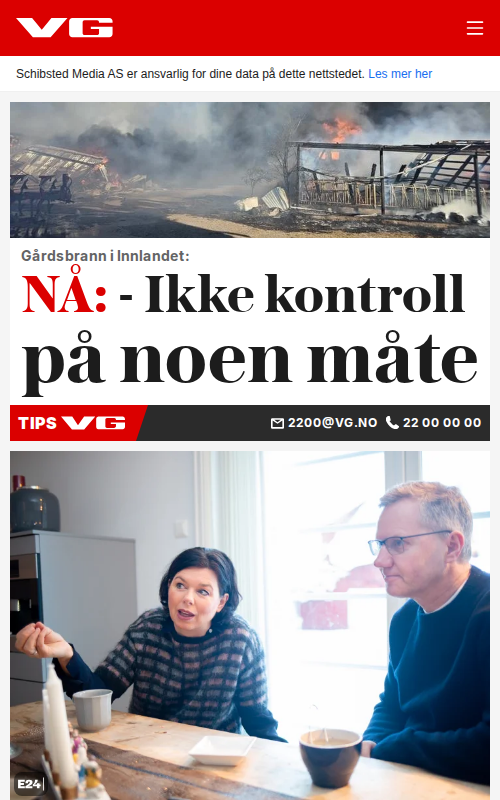 VG
Schibsted Media AS er ansvarlig for dine data på dette nettstedet. Les mer her
Gårdsbrann i Innlandet:
NÅ: - Ikke kontroll
på noen måte
TIPS VG 2200@VG.NO 22 00 00 00
E24